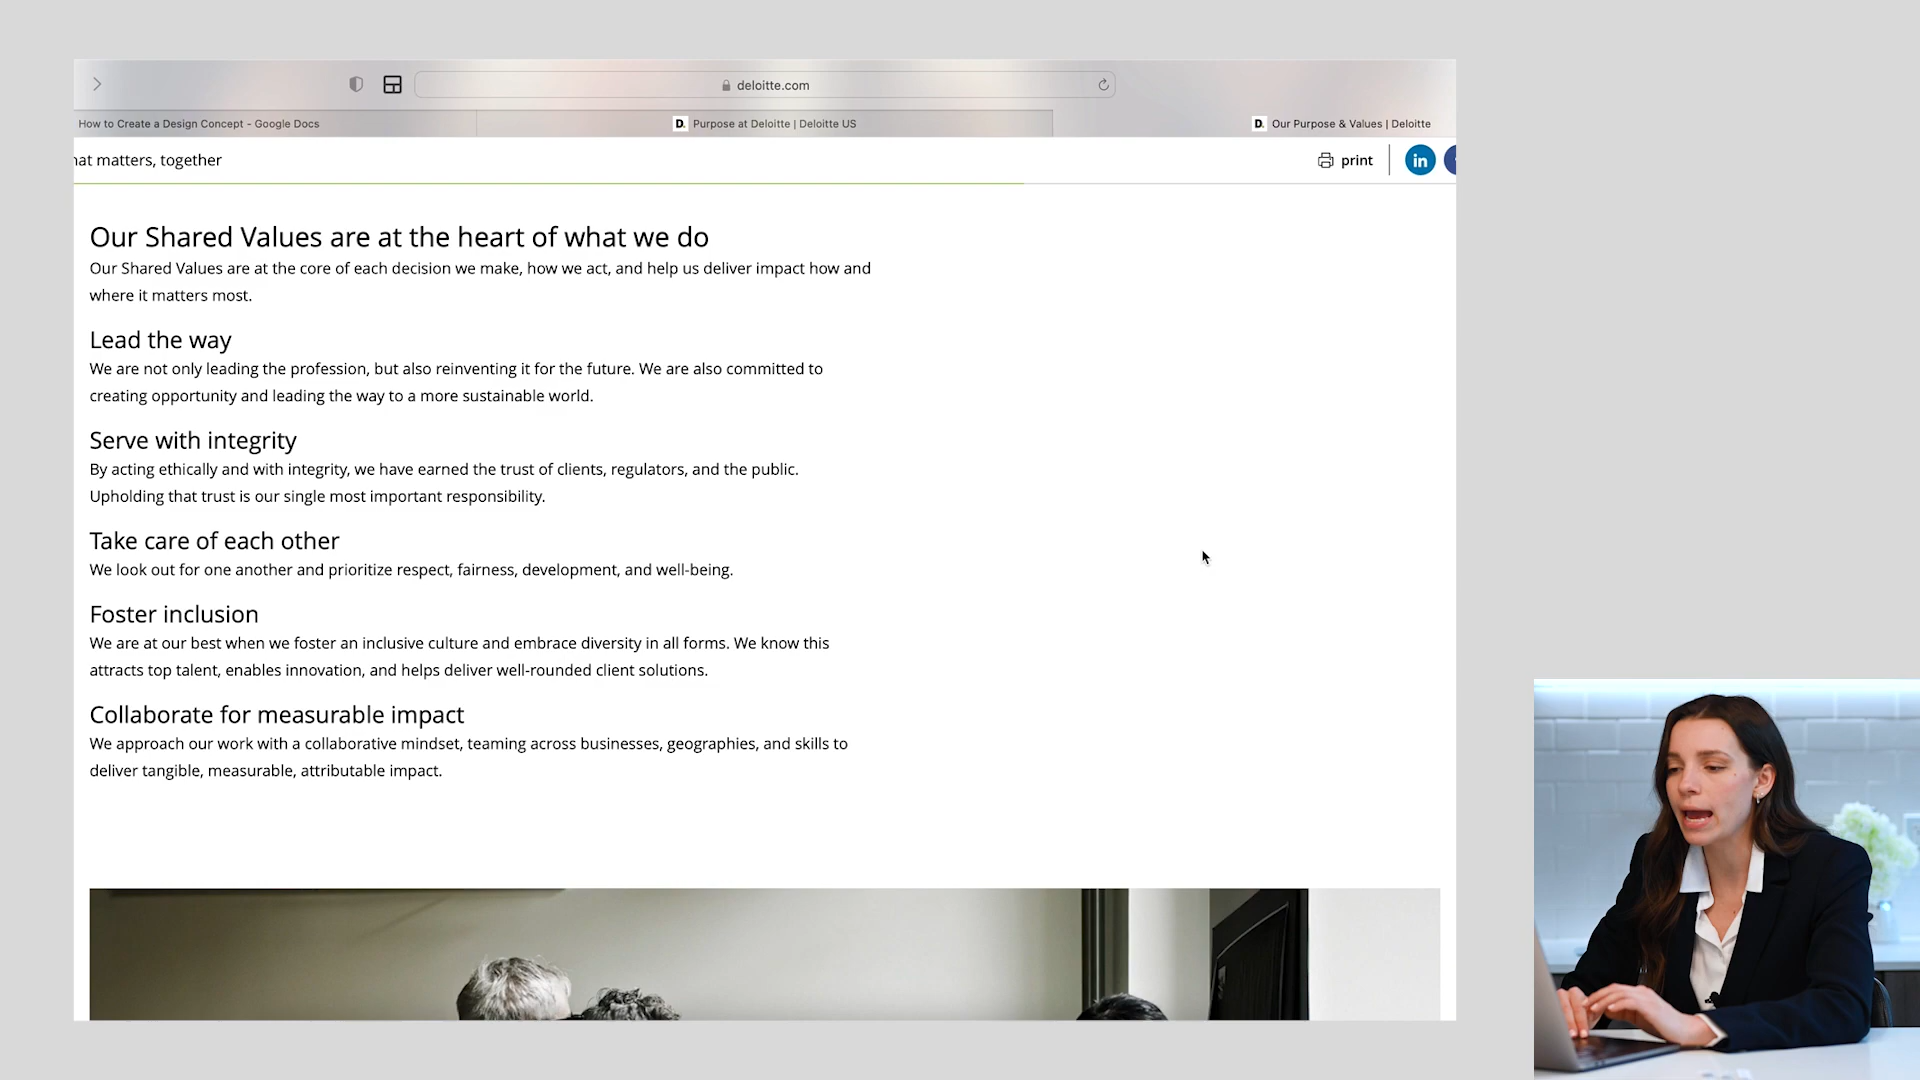 deloitte.com
How to Create a Design Concept - Google Docs
D. Purpose at Deloitte | Deloitte US
D. Our Purpose & Values | Deloitte
matters, together
print
in
Our Shared Values are at the heart of what we do
Our Shared Values are at the core of each decision we make, how we act, and help us deliver impact how and
where it matters most.
Lead the way
We are not only leading the profession, but also reinventing it for the future. We are also committed to
creating opportunity and leading the way to a more sustainable world.
Serve with integrity
By acting ethically and with integrity, we have earned the trust of clients, regulators, and the public.
Upholding that trust is our single most important responsibility.
Take care of each other
We look out for one another and prioritize respect, fairness, development, and well-being.
Foster inclusion
We are at our best when we foster an inclusive culture and embrace diversity in all forms. We know this
attracts top talent, enables innovation, and helps deliver well-rounded client solutions.
Collaborate for measurable impact
We approach our work with a collaborative mindset, teaming across businesses, geographies, and skills to
deliver tangible, measurable, attributable impact.